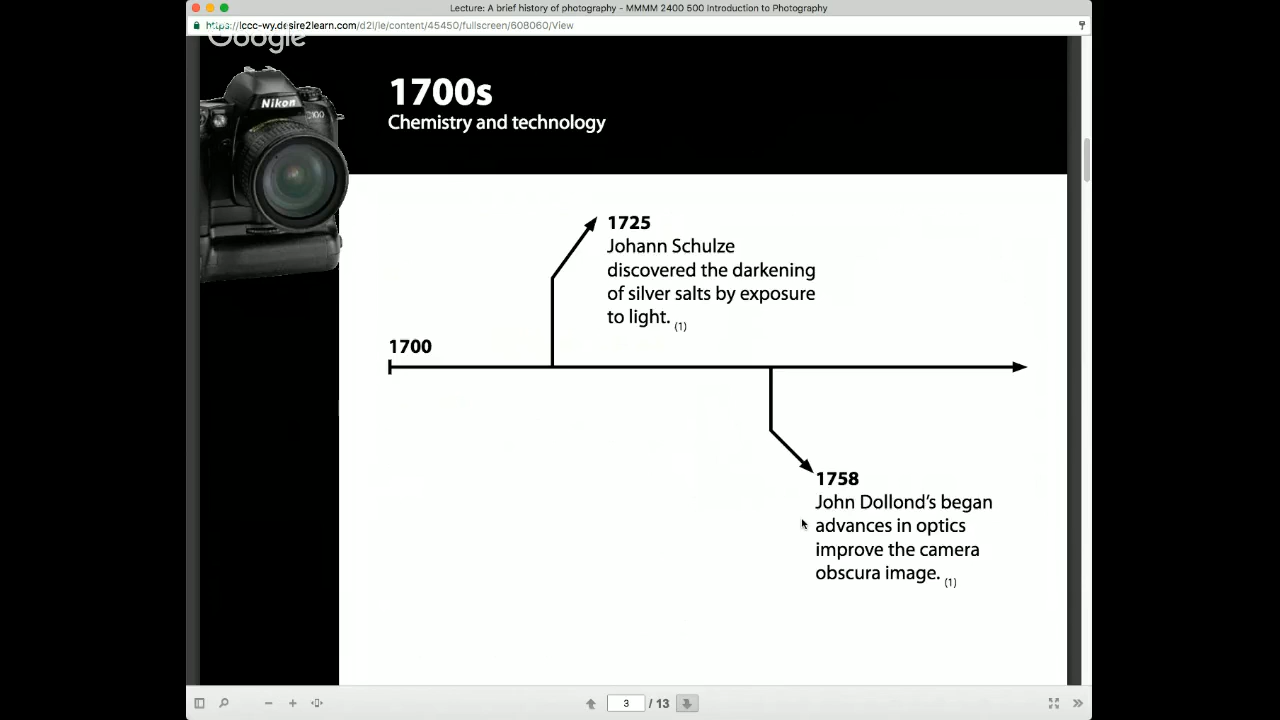 Lecture: A brief history of photography - MMMM 2400 500 Introduction to Photography
https://lccc-wy.desire2learn.com/d2l/le/content/45450/fullscreen/608060/View
Google
Nikon
1700s
Chemistry and technology
1725
Johann Schulze
discovered the darkening
of silver salts by exposure
to light. (1)
1700
1758
John Dollond's began
advances in optics
improve the camera
obscura image. (1)
3 / 13